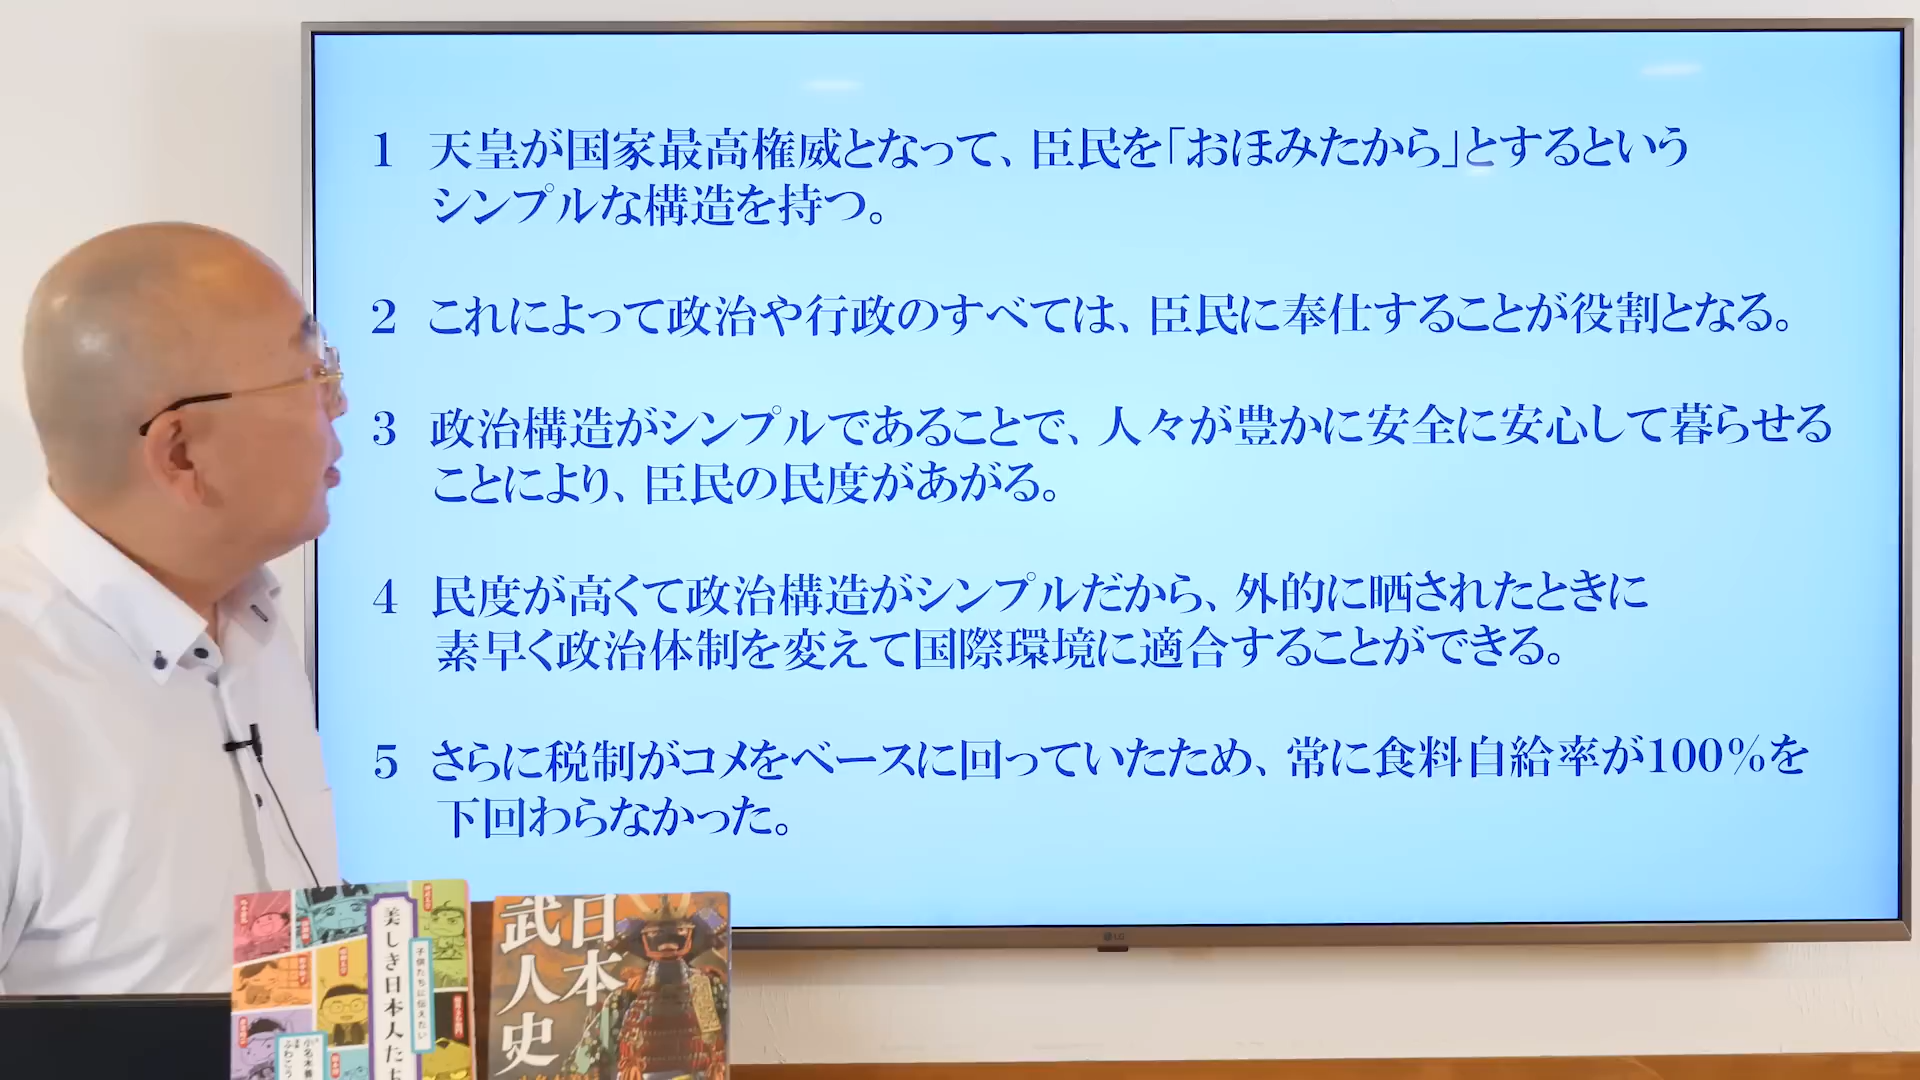 1 天皇が国家最高権威となって、臣民を「おほみたから」とするという
シンプルな構造を持つ。
2 これによって政治や行政のすべては、臣民に奉仕することが役割となる。
3 政治構造がシンプルであることで、人々が豊かに安全に安心して暮らせる
ことにより、臣民の民度があがる。
4 民度が高くて政治構造がシンプルだから、外的に晒されたときに
素早く政治体制を変えて国際環境に適合することができる。
5 さらに税制がコメをベースに回っていたため、常に食料自給率が100%を
下回わらなかった。
LG
子供たちに伝えたい
美しき日本人た
日本
武人史